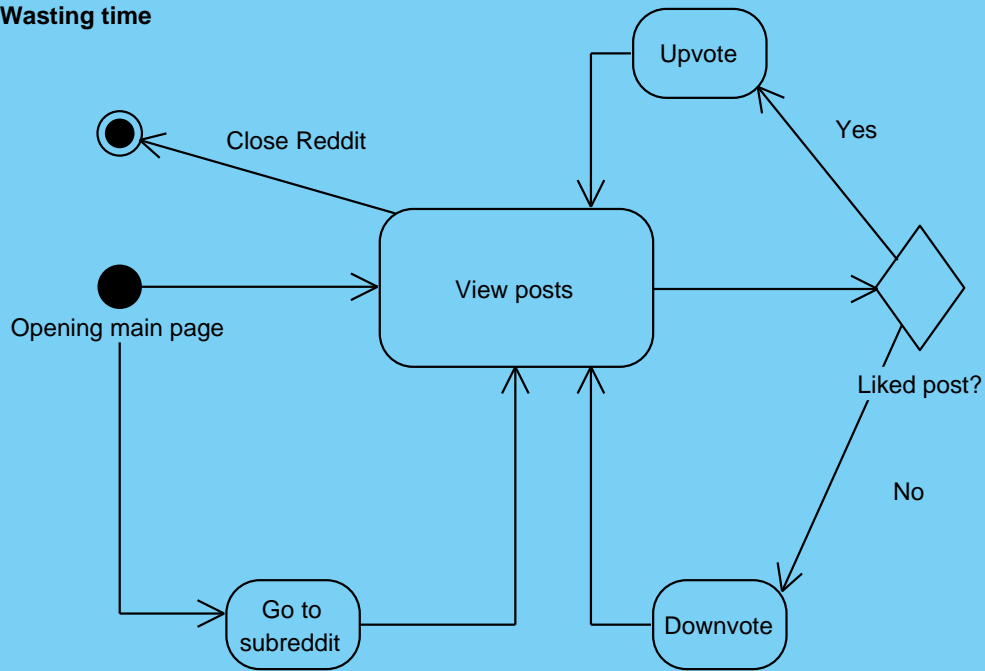 Wasting time
Upvote
Close Reddit
Yes
View posts
Opening main page
Liked post?
No
Go to
subreddit
Downvote